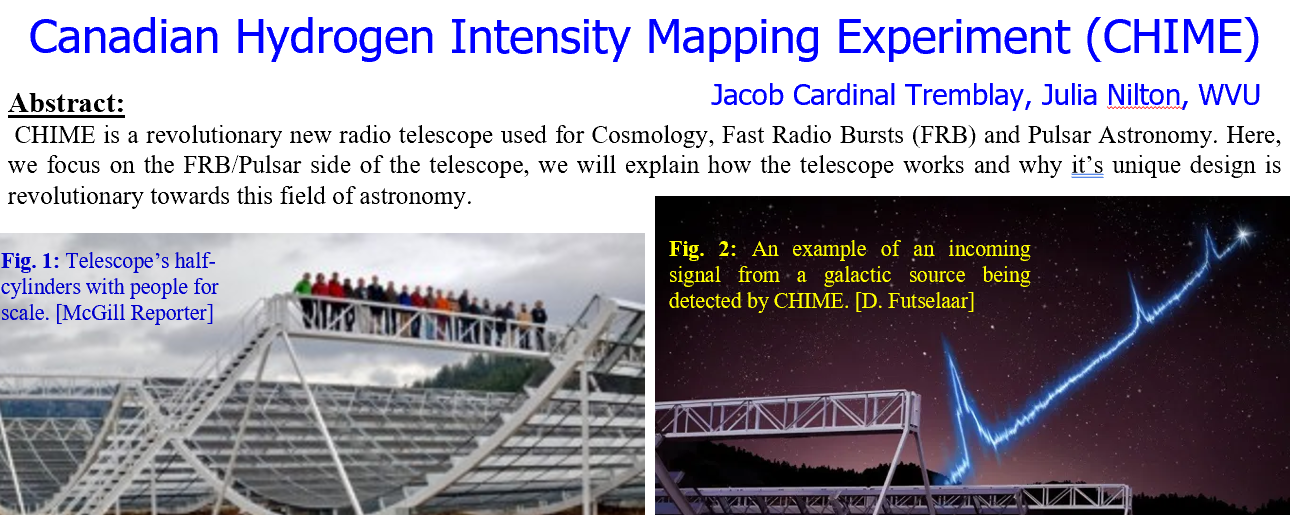 Canadian Hydrogen Intensity Mapping Experiment (CHIME)
Jacob Cardinal Tremblay, Julia Nilton, WVU
Abstract:
CHIME is a revolutionary new radio telescope used for Cosmology, Fast Radio Bursts (FRB) and Pulsar Astronomy. Here,
we focus on the FRB/Pulsar side of the telescope, we will explain how the telescope works and why it’s unique design is
revolutionary towards this field of astronomy.
Fig. 1: Telescope’s half-
cylinders with people for
scale. [McGill Reporter]
Fig. 2: An example of an incoming
signal from a galactic source being
detected by CHIME. [D. Futselaar]